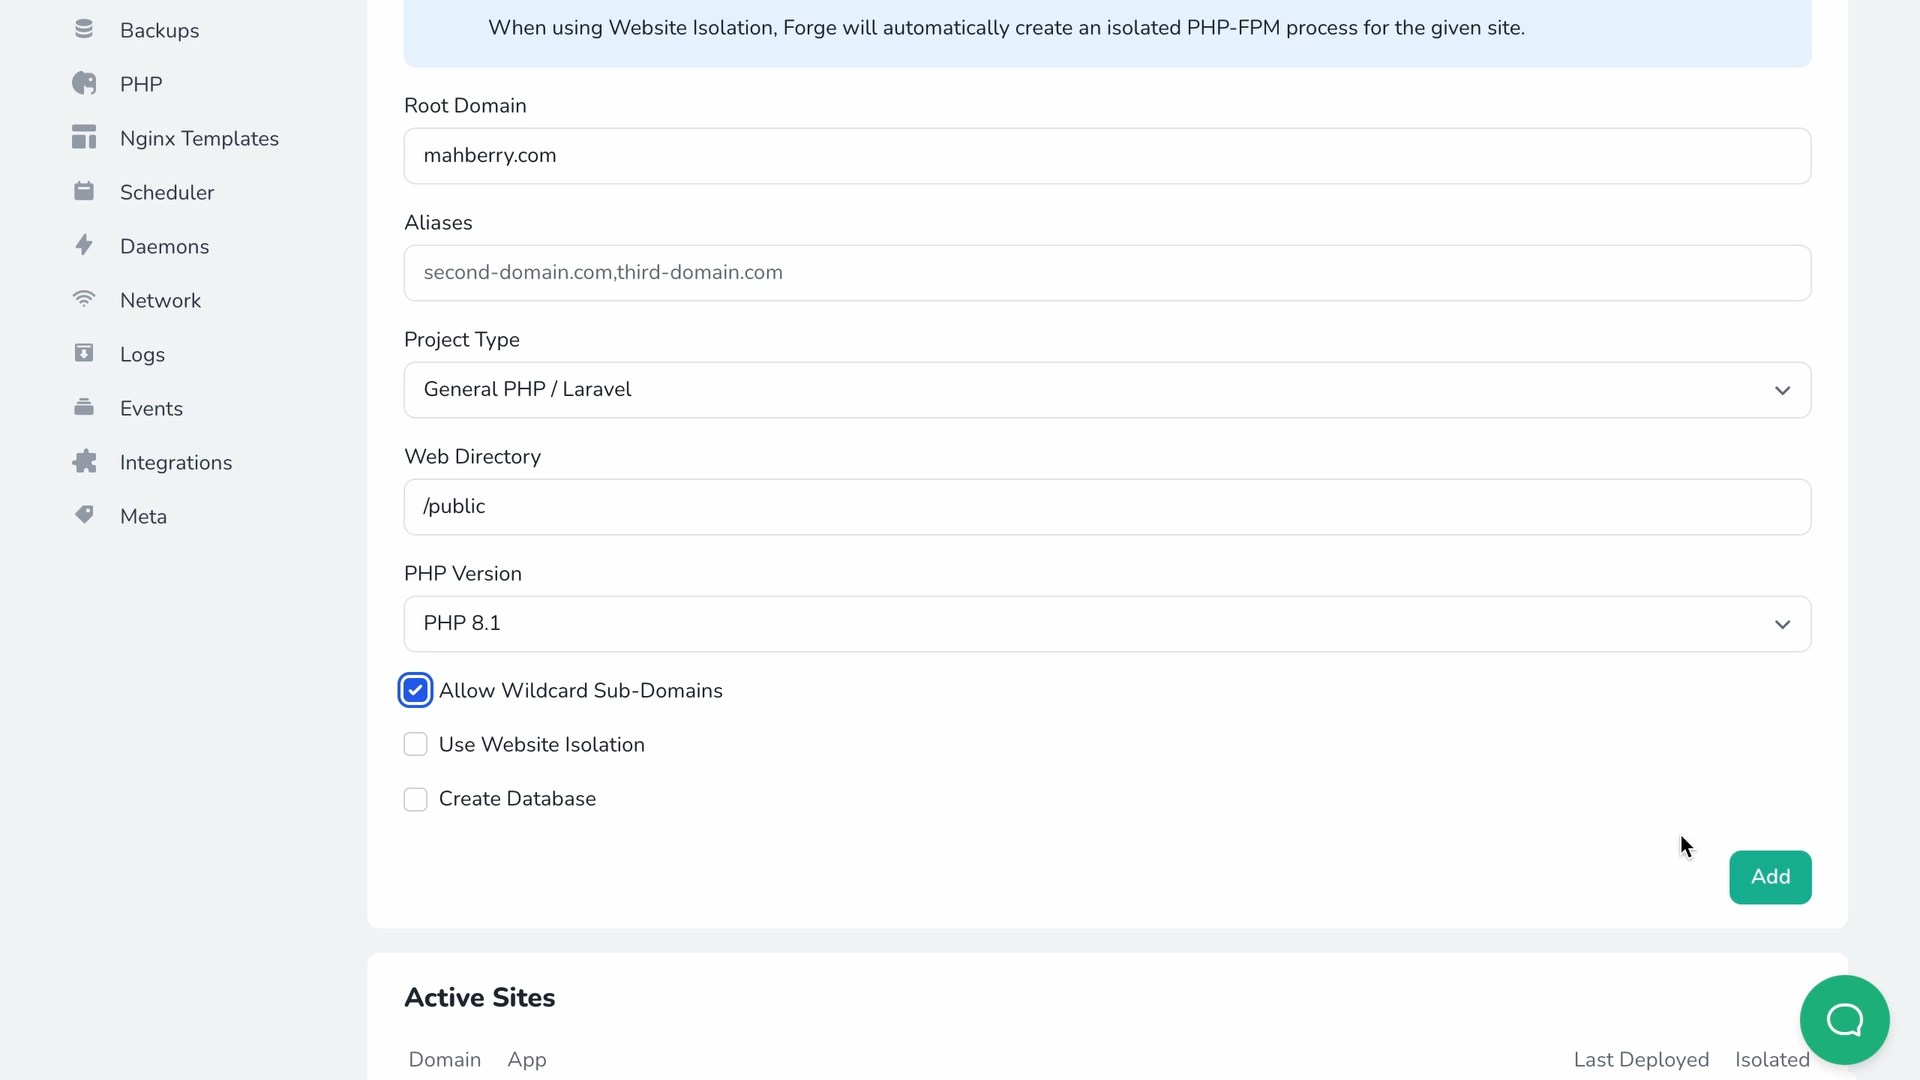 Backups
PHP
Nginx Templates
Scheduler
Daemons
Network
Logs
Events
Integrations
Meta
When using Website Isolation, Forge will automatically create an isolated PHP-FPM process for the given site.
Root Domain
mahberry.com
Aliases
second-domain.com,third-domain.com
Project Type
General PHP / Laravel
Web Directory
/public
PHP Version
PHP 8.1
Allow Wildcard Sub-Domains
Use Website Isolation
Create Database
Add
Active Sites
Domain App Last Deployed Isolated